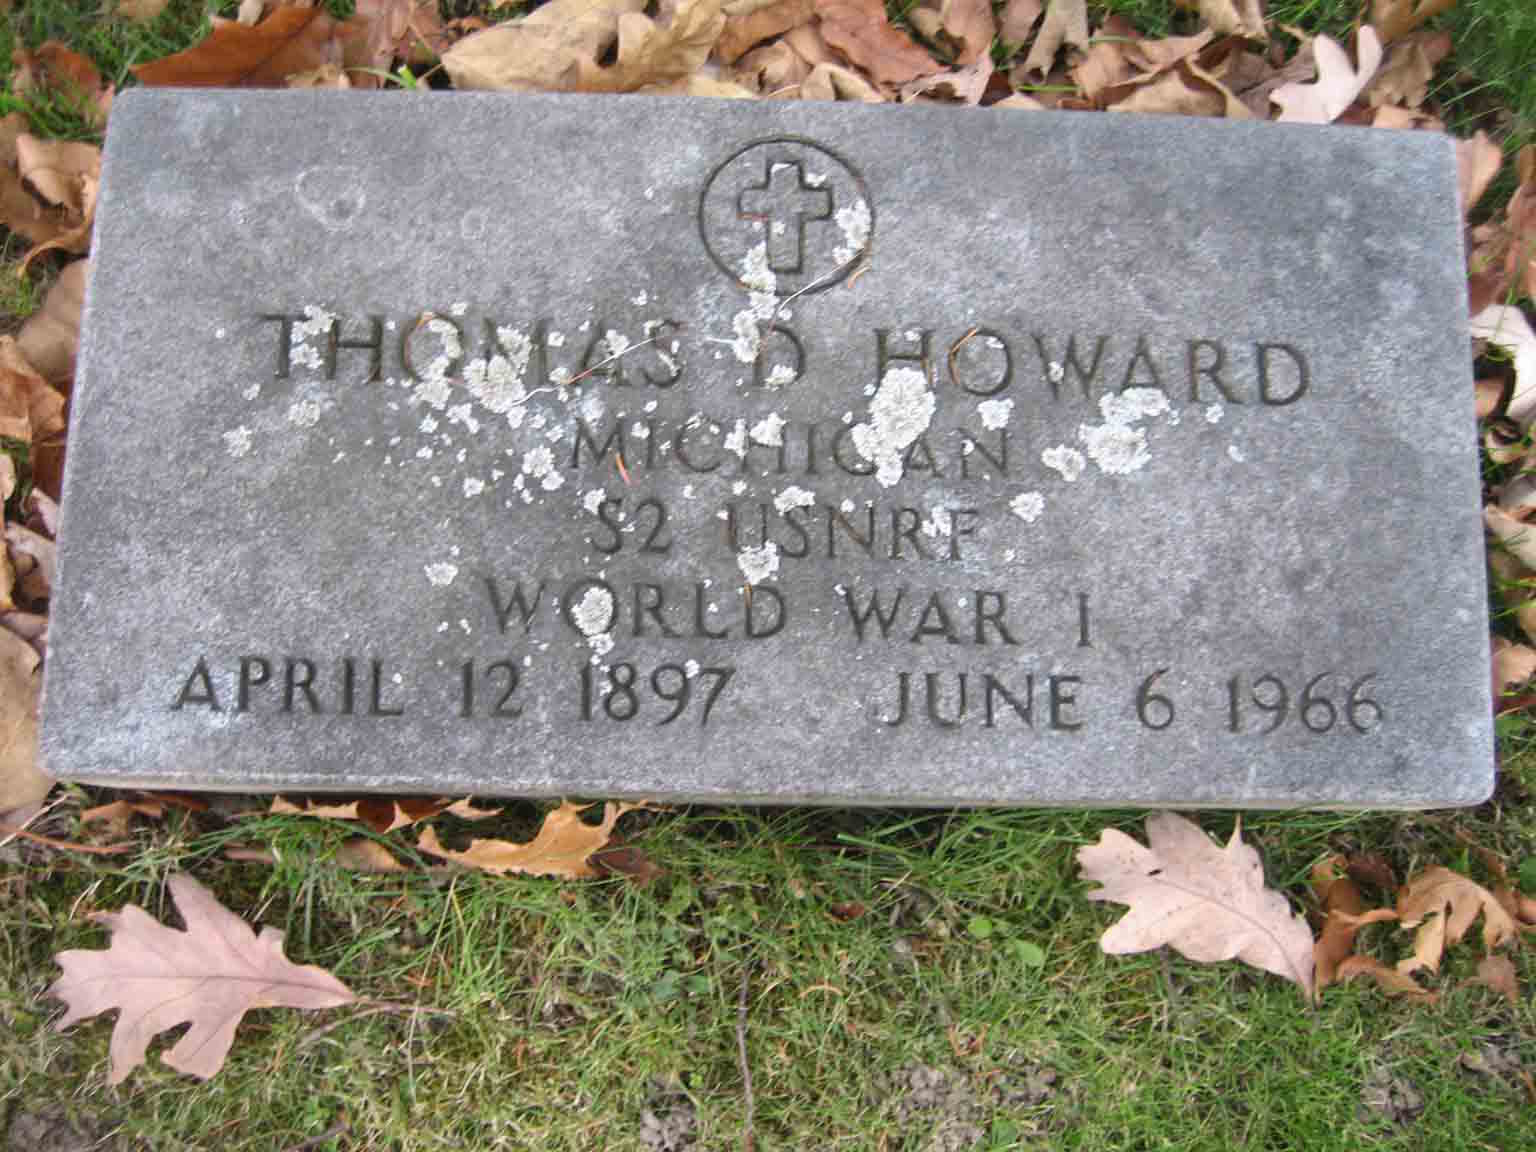 THOMAS D HOWARD
MICHIGAN
S2 USNRF
WORLD WAR I
APRIL 12 1897 JUNE 6 1966